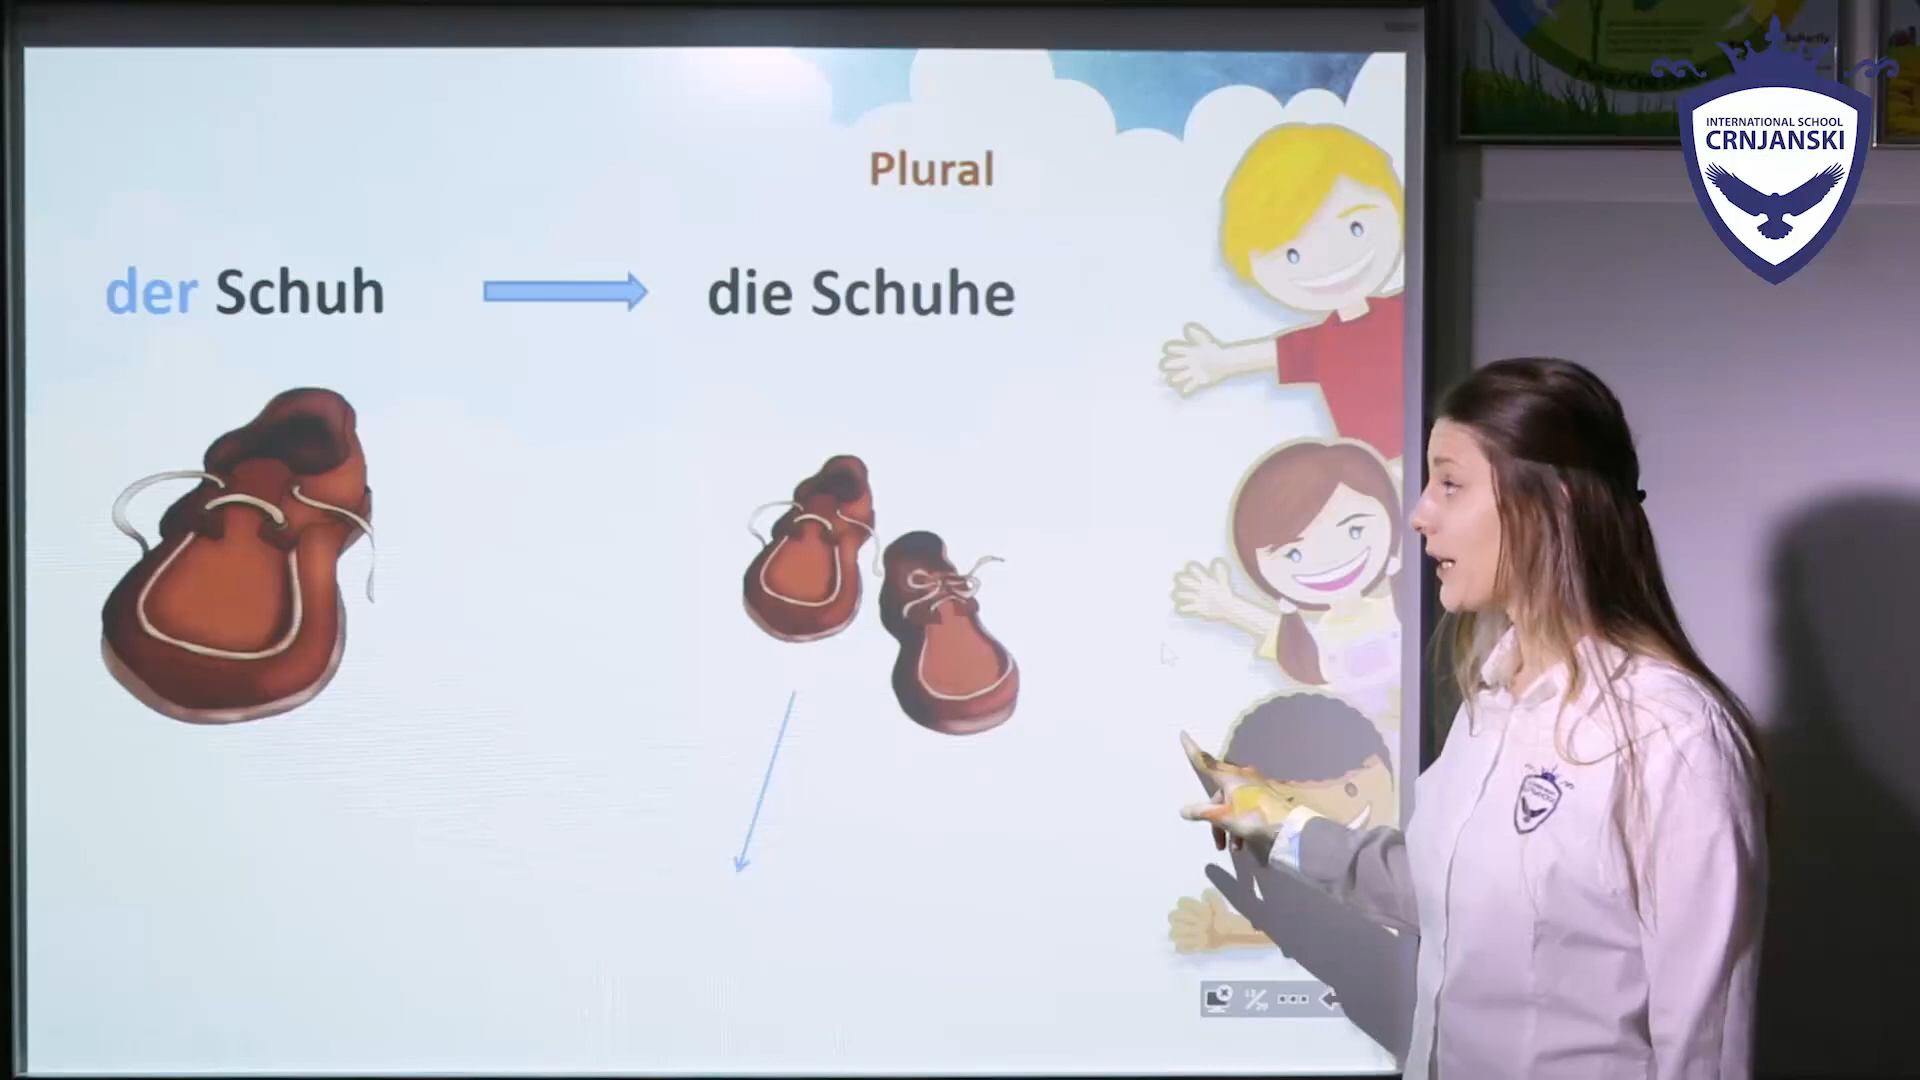 Plural
der Schuh
die Schuhe
INTERNATIONAL SCHOOL
CRNJANSKI